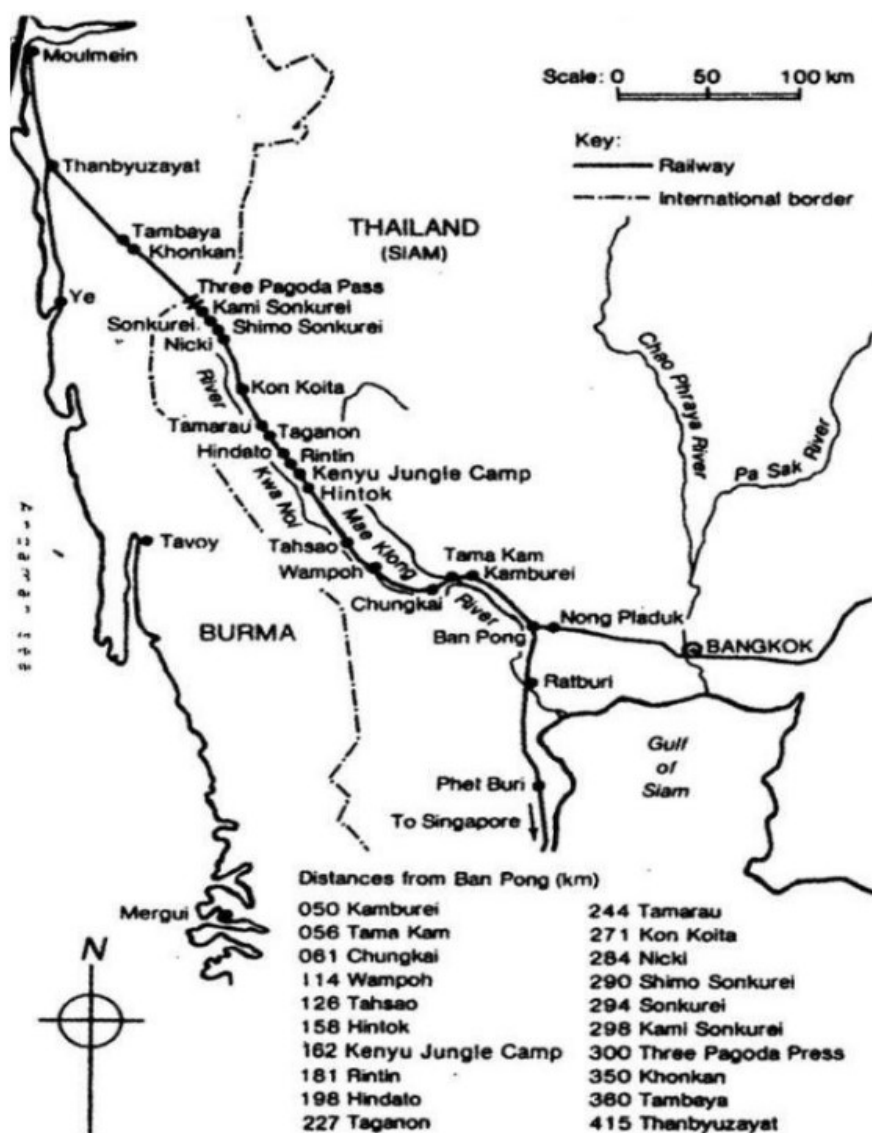 Moulmein
Scale: 0 50 100 km
Key:
Railway
International border
Thanbyuzayat
THAILAND
(SIAM)
Tambaya
Khonkan
Three Pagoda Pass
Kami Sonkurei
Sonkurei
Shimo Sonkurei
Nicki
Ye
River
Kwa Noi
Kon Koita
Chao Phraya River
Pa Sak River
Tamarau
Taganon
Hindato
Rintin
Kenyu Jungle Camp
Hintok
Mae Klong
River
Tavoy
Tahsao
Tama Kam
Wampoh
Kamburei
Chungkai
BURMA
Nong Pladuk
Ban Pong
BANGKOK
Ratburi
Gulf
of
Siam
Phet Buri
To Singapore
Mergui
N
Distances from Ban Pong (km)
050 Kamburei
056 Tama Kam
061 Chungkai
114 Wampoh
126 Tahsao
158 Hintok
162 Kenyu Jungle Camp
181 Rintin
198 Hindato
227 Taganon
244 Tamarau
271 Kon Koita
284 Nicki
290 Shimo Sonkurei
294 Sonkurei
298 Kami Sonkurei
300 Three Pagoda Press
350 Khonkan
360 Tambaya
415 Thanbyuzayat